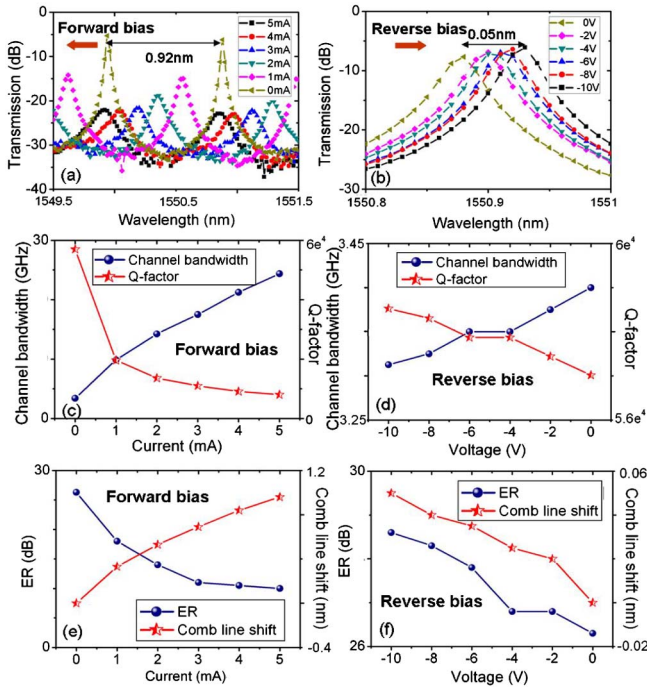 Forward bias
0.92nm
5mA
4mA
3mA
2mA
1mA
0mA
Transmission (dB)
0
-10
-20
-30
-40
(a)
1549.5
1550.5
1551.5
Wavelength (nm)
Reverse bias
0.05nm
0V
-2V
-4V
-6V
-8V
-10V
Transmission (dB)
0
-10
-20
-30
(b)
1550.8
1550.9
1551
Wavelength (nm)
Channel bandwidth (GHz)
30
0
Channel bandwidth
Q-factor
Forward bias
(c)
0 1 2 3 4 5
Current (mA)
6e⁴
0
Q-factor
Channel bandwidth (GHz)
3.45
3.25
Channel bandwidth
Q-factor
Reverse bias
(d)
-10 -8 -6 -4 -2 0
Voltage (V)
6e⁴
5.6e⁴
Q-factor
ER (dB)
30
0
Forward bias
ER
Comb line shift
(e)
0 1 2 3 4 5
Current (mA)
1.2
-0.4
Comb line shift (nm)
ER (dB)
30
28
26
ER
Comb line shift
Reverse bias
(f)
-10 -8 -6 -4 -2 0
Voltage (V)
0.06
-0.02
Comb line shift (nm)